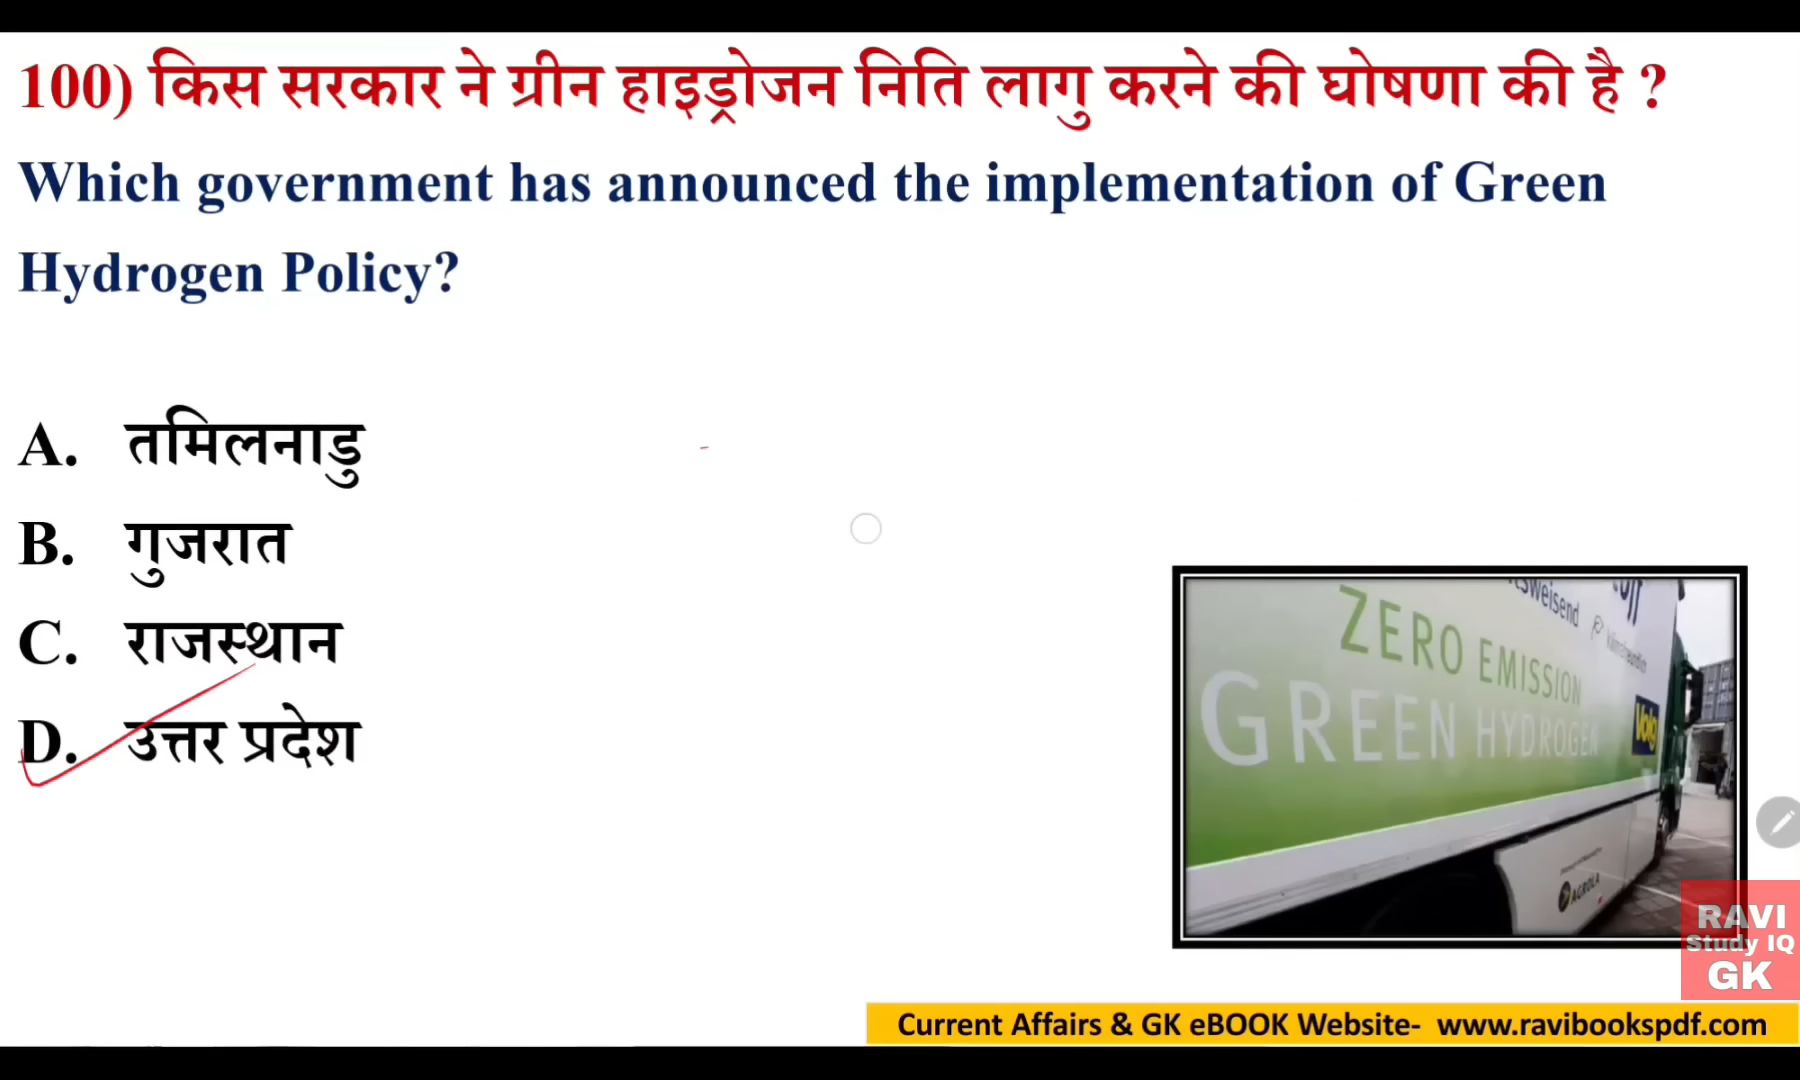 100) किस सरकार ने ग्रीन हाइड्रोजन निति लागु करने की घोषणा की है ?
Which government has announced the implementation of Green
Hydrogen Policy?
A. तमिलनाडु
B. गुजरात
C. राजस्थान
D. उत्तर प्रदेश
ZERO EMISSION
GREEN HYDROGEN
AGROLA
RAVI
Study IQ
GK
Current Affairs & GK eBOOK Website- www.ravibookspdf.com